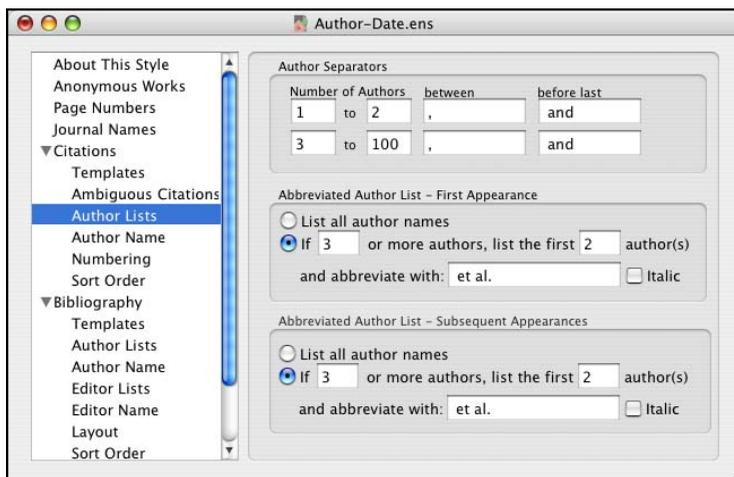 Author-Date.ens
About This Style
Anonymous Works
Page Numbers
Journal Names
Citations
Templates
Ambiguous Citations
Author Lists
Author Name
Numbering
Sort Order
Bibliography
Templates
Author Lists
Author Name
Editor Lists
Editor Name
Layout
Sort Order
Author Separators
Number of Authors between before last
1 to 2 , and
3 to 100 , and
Abbreviated Author List – First Appearance
List all author names
If 3 or more authors, list the first 2 author(s)
and abbreviate with: et al. Italic
Abbreviated Author List – Subsequent Appearances
List all author names
If 3 or more authors, list the first 2 author(s)
and abbreviate with: et al. Italic